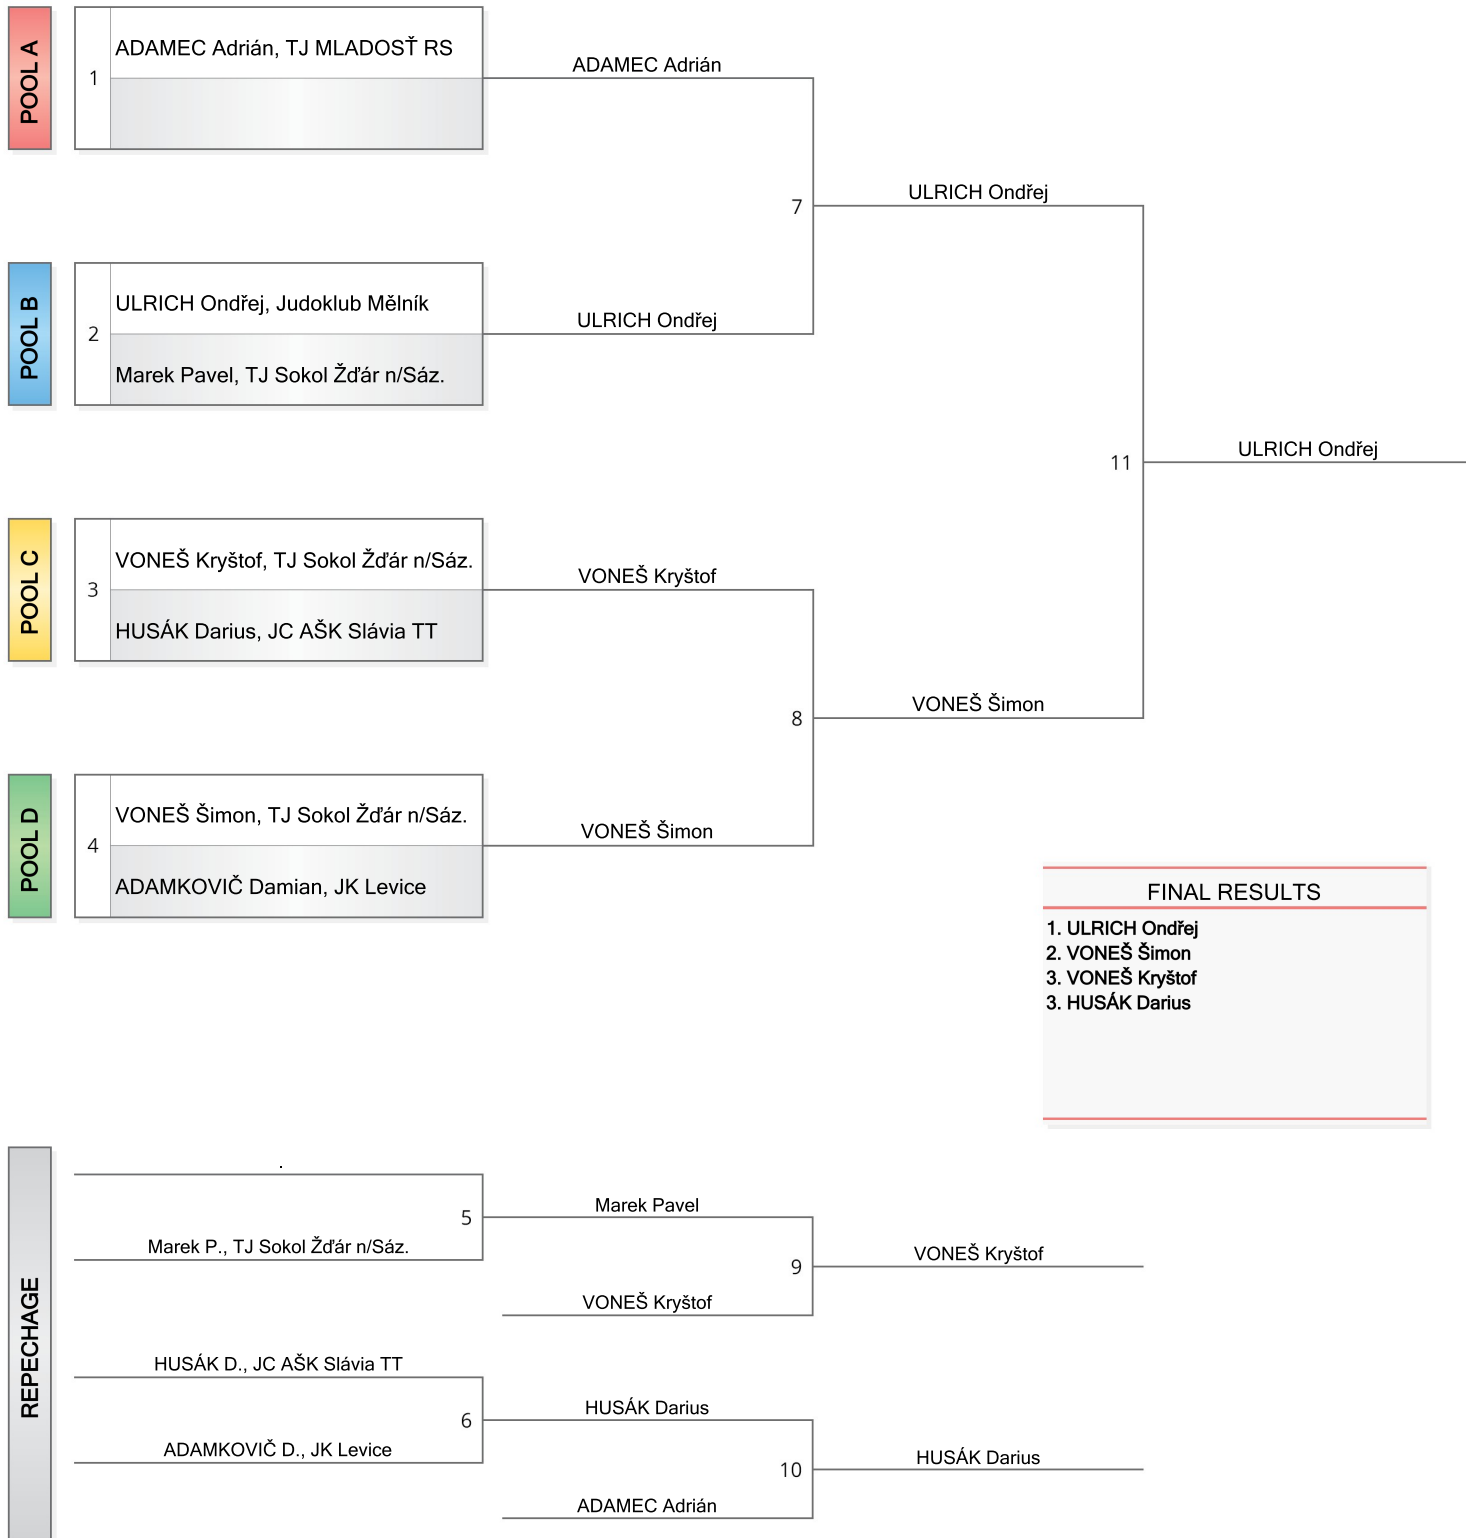 POOL A
1
ADAMEC Adrián, TJ MLADOSŤ RS
ADAMEC Adrián
7
ULRICH Ondřej
POOL B
2
ULRICH Ondřej, Judoklub Mělník
Marek Pavel, TJ Sokol Žďár n/Sáz.
ULRICH Ondřej
11
ULRICH Ondřej
POOL C
3
VONEŠ Kryštof, TJ Sokol Žďár n/Sáz.
HUSÁK Darius, JC AŠK Slávia TT
VONEŠ Kryštof
8
VONEŠ Šimon
POOL D
4
VONEŠ Šimon, TJ Sokol Žďár n/Sáz.
ADAMKOVIČ Damian, JK Levice
VONEŠ Šimon
FINAL RESULTS
1. ULRICH Ondřej
2. VONEŠ Šimon
3. VONEŠ Kryštof
3. HUSÁK Darius
REPECHAGE
.
5
Marek P., TJ Sokol Žďár n/Sáz.
Marek Pavel
9
VONEŠ Kryštof
VONEŠ Kryštof
HUSÁK D., JC AŠK Slávia TT
6
ADAMKOVIČ D., JK Levice
HUSÁK Darius
10
HUSÁK Darius
ADAMEC Adrián